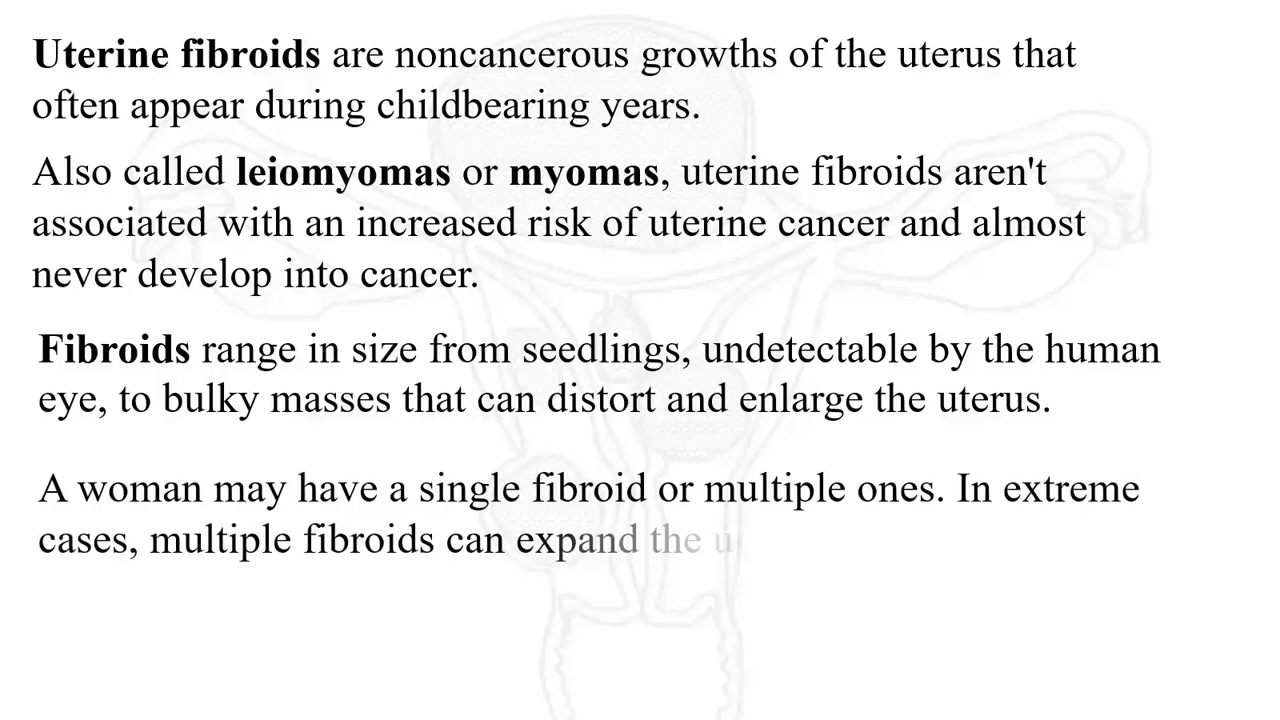 Uterine fibroids are noncancerous growths of the uterus that
often appear during childbearing years.
Also called leiomyomas or myomas, uterine fibroids aren't
associated with an increased risk of uterine cancer and almost
never develop into cancer.
Fibroids range in size from seedlings, undetectable by the human
eye, to bulky masses that can distort and enlarge the uterus.
A woman may have a single fibroid or multiple ones. In extreme
cases, multiple fibroids can expand the